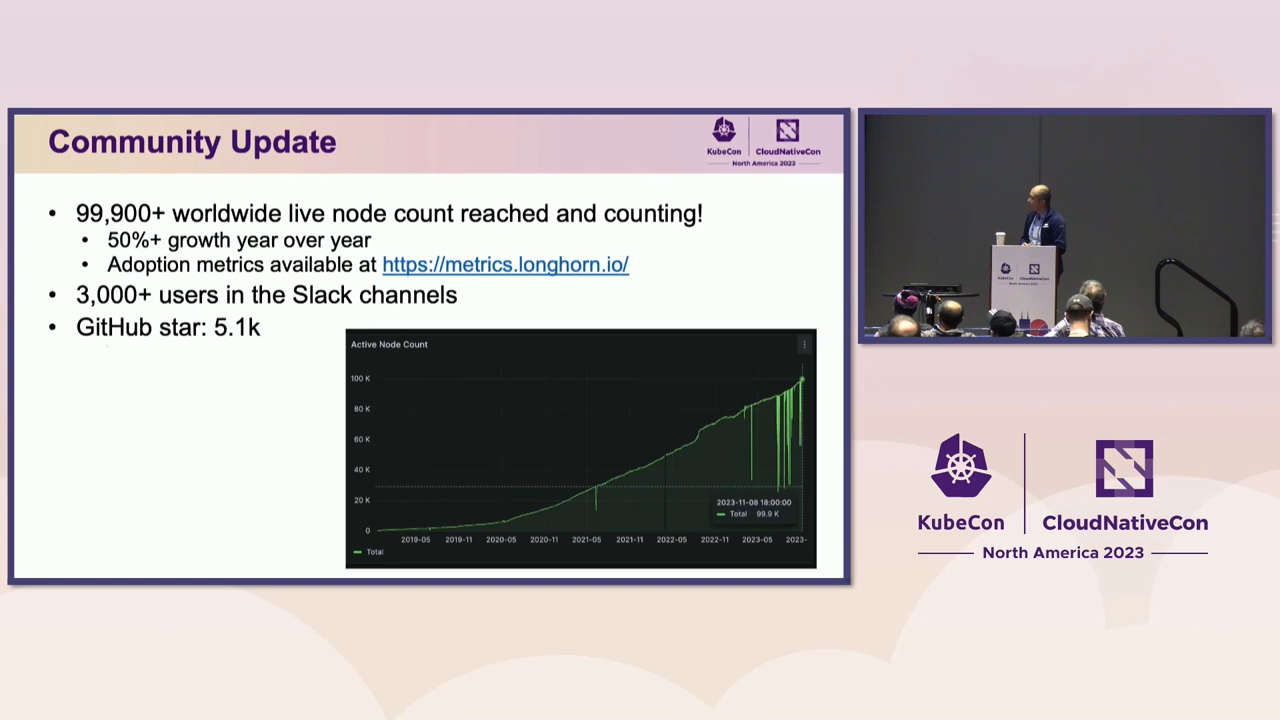 Community Update
KubeCon
CloudNativeCon
North America 2023
• 99,900+ worldwide live node count reached and counting!
• 50%+ growth year over year
• Adoption metrics available at https://metrics.longhorn.io/
• 3,000+ users in the Slack channels
• GitHub star: 5.1k
Active Node Count
100 K
80 K
60 K
40 K
20 K
0
2019-05 2019-11 2020-05 2020-11 2021-05 2021-11 2022-05 2022-11 2023-05 2023-
2023-11-08 18:00:00
Total 99.9 K
Total
KubeCon
CloudNativeCon
North America 2023